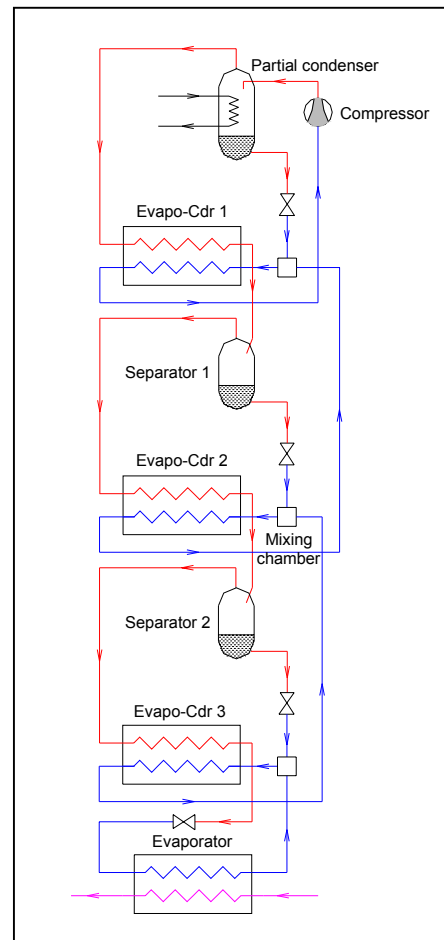 Partial condenser
Compressor
Evapo-Cdr 1
Separator 1
Evapo-Cdr 2
Mixing
chamber
Separator 2
Evapo-Cdr 3
Evaporator